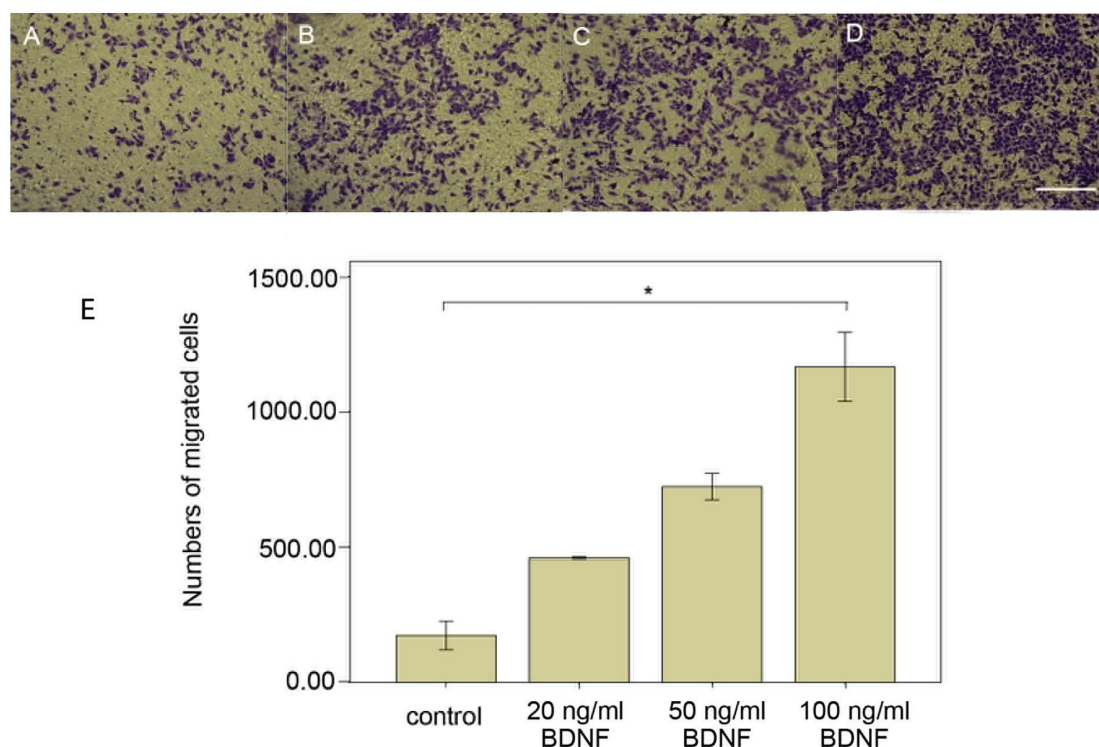 A
B
C
D
E
Numbers of migrated cells
1500.00
1000.00
500.00
0.00
*
control
20 ng/ml
BDNF
50 ng/ml
BDNF
100 ng/ml
BDNF